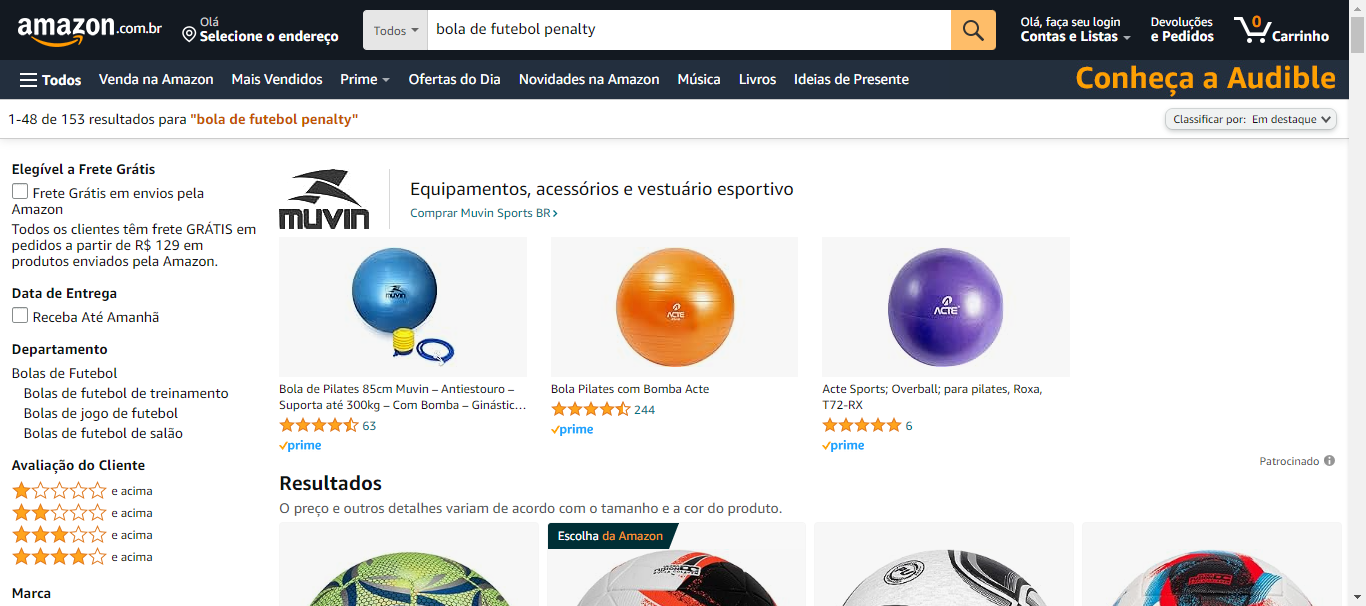 amazon.com.br
Olá
Selecione o endereço
Todos
bola de futebol penalty
Olá, faça seu login
Contas e Listas
Devoluções
e Pedidos
0
Carrinho
Todos
Venda na Amazon
Mais Vendidos
Prime
Ofertas do Dia
Novidades na Amazon
Música
Livros
Ideias de Presente
Conheça a Audible
1-48 de 153 resultados para "bola de futebol penalty"
Classificar por: Em destaque
Elegível a Frete Grátis
Frete Grátis em envios pela
Amazon
Todos os clientes têm frete GRÁTIS em
pedidos a partir de R$ 129 em
produtos enviados pela Amazon.
Data de Entrega
Receba Até Amanhã
Departamento
Bolas de Futebol
Bolas de futebol de treinamento
Bolas de jogo de futebol
Bolas de futebol de salão
Avaliação do Cliente
e acima
e acima
e acima
e acima
Marca
muvin
Equipamentos, acessórios e vestuário esportivo
Comprar Muvin Sports BR
muvin
Bola de Pilates 85cm Muvin – Antiestouro –
Suporta até 300kg – Com Bomba – Ginástic...
63
prime
ACTE
Bola Pilates com Bomba Acte
244
prime
ACTE
Acte Sports; Overball; para pilates, Roxa,
T72-RX
6
prime
Patrocinado
Resultados
O preço e outros detalhes variam de acordo com o tamanho e a cor do produto.
Escolha da Amazon